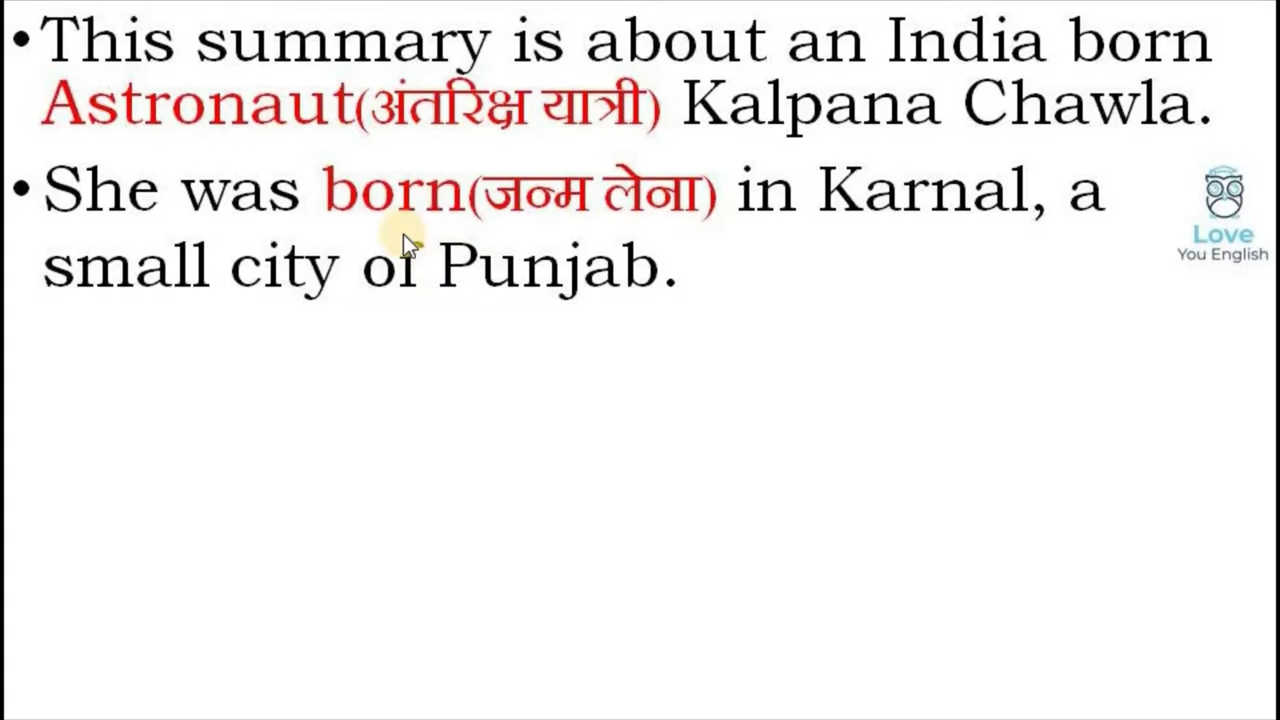 •This summary is about an India born
Astronaut(अंतरिक्ष यात्री) Kalpana Chawla.
•She was born(जन्म लेना) in Karnal, a
small city of Punjab.
Love
You English